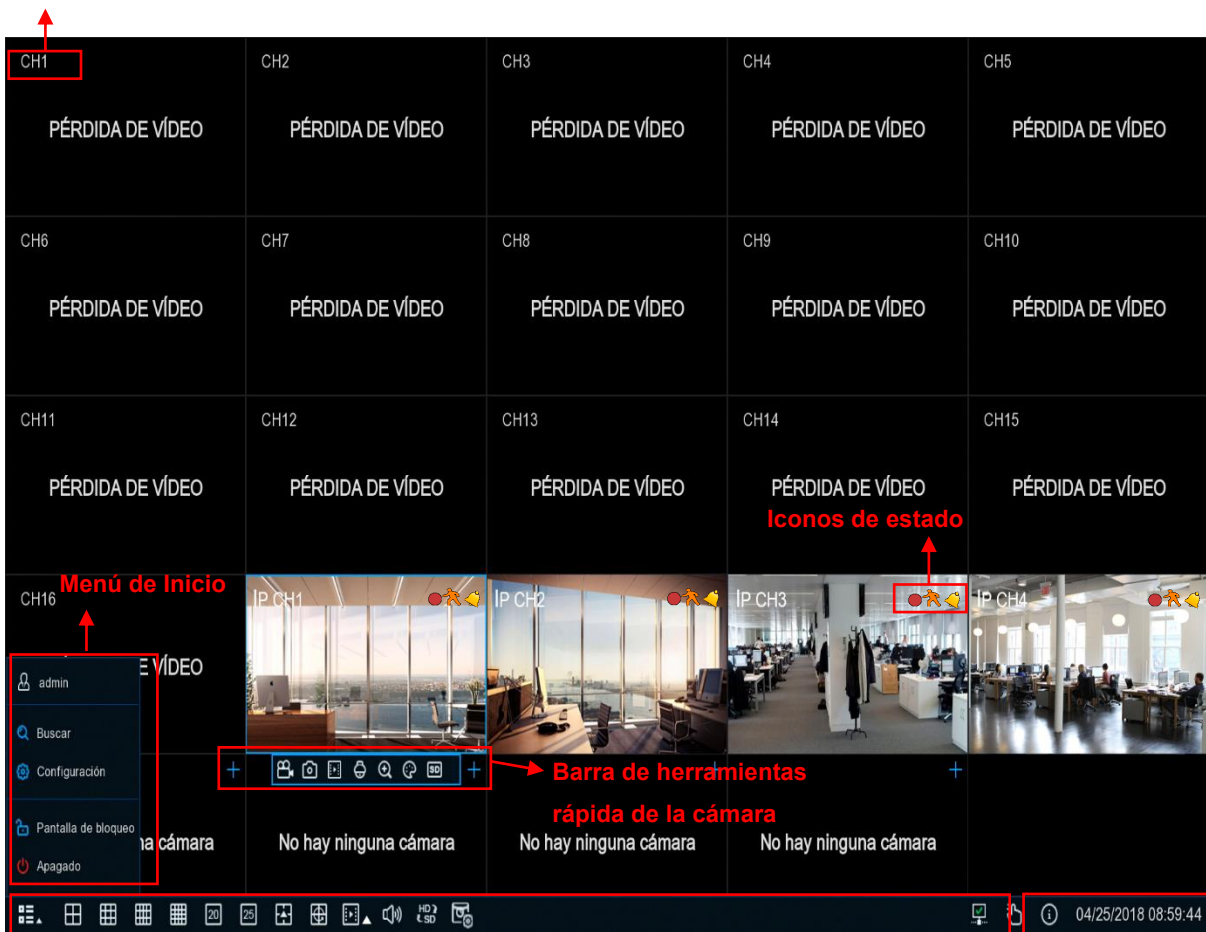 CH1 CH2 CH3 CH4 CH5
PÉRDIDA DE VÍDEO PÉRDIDA DE VÍDEO PÉRDIDA DE VÍDEO PÉRDIDA DE VÍDEO PÉRDIDA DE VÍDEO
CH6 CH7 CH8 CH9 CH10
PÉRDIDA DE VÍDEO PÉRDIDA DE VÍDEO PÉRDIDA DE VÍDEO PÉRDIDA DE VÍDEO PÉRDIDA DE VÍDEO
CH11 CH12 CH13 CH14 CH15
PÉRDIDA DE VÍDEO PÉRDIDA DE VÍDEO PÉRDIDA DE VÍDEO PÉRDIDA DE VÍDEO PÉRDIDA DE VÍDEO
Iconos de estado
Menú de Inicio
CH16 IP CH1 IP CH2 IP CH3 IP CH4
E VÍDEO
admin
Buscar
Configuración
Pantalla de bloqueo
Apagado
SD
Barra de herramientas
rápida de la cámara
na cámara No hay ninguna cámara No hay ninguna cámara No hay ninguna cámara
20 25 HD SD 04/25/2018 08:59:44